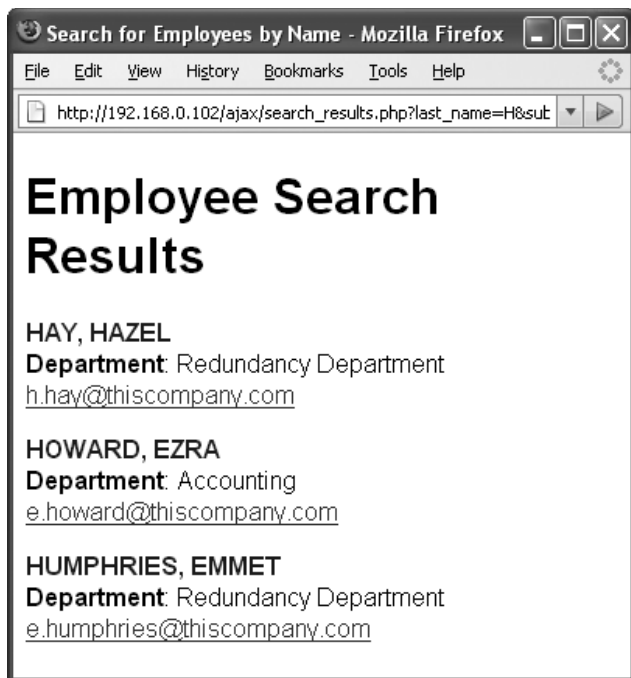 Search for Employees by Name - Mozilla Firefox
File Edit View History Bookmarks Tools Help
http://192.168.0.102/ajax/search_results.php?last_name=H&sub
Employee Search
Results
HAY, HAZEL
Department: Redundancy Department
h.hay@thiscompany.com
HOWARD, EZRA
Department: Accounting
e.howard@thiscompany.com
HUMPHRIES, EMMET
Department: Redundancy Department
e.humphries@thiscompany.com